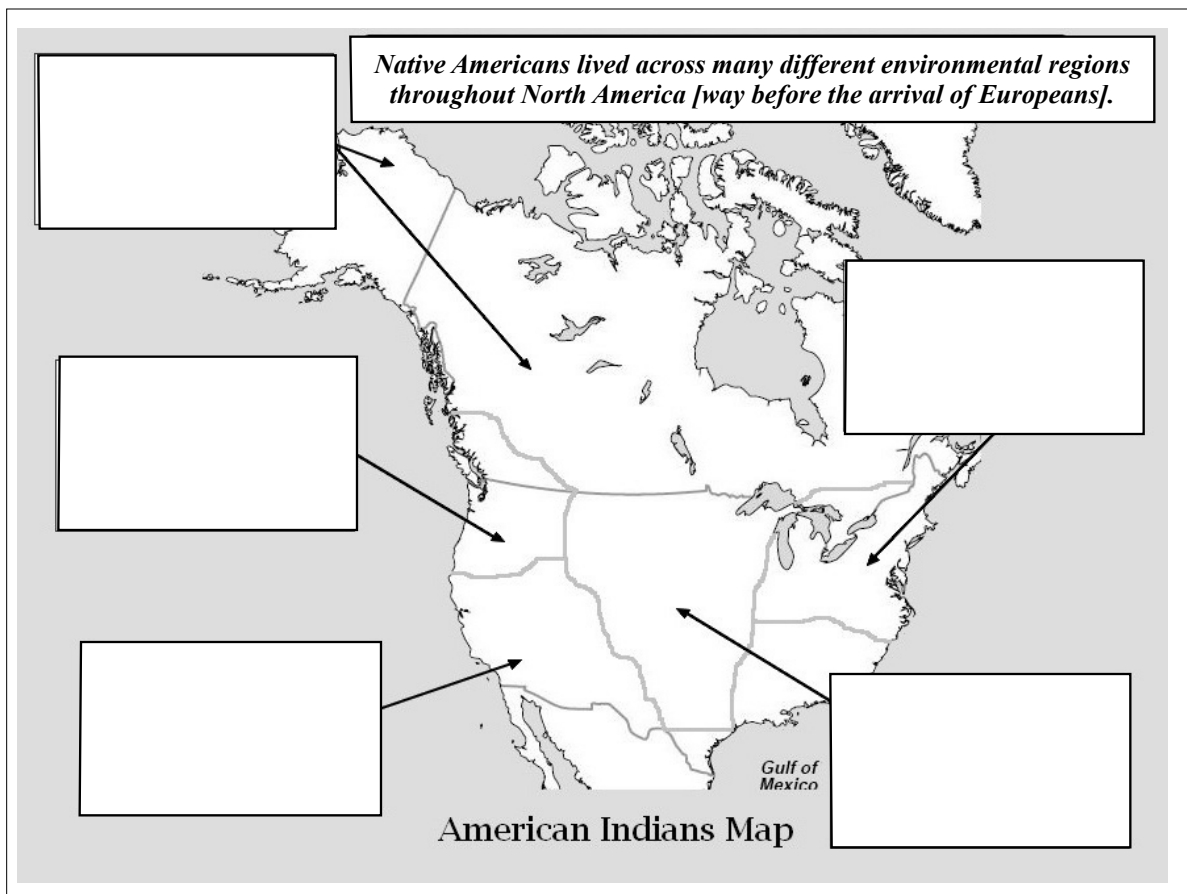 Native Americans lived across many different environmental regions
throughout North America [way before the arrival of Europeans].
Gulf of
Mexico
American Indians Map